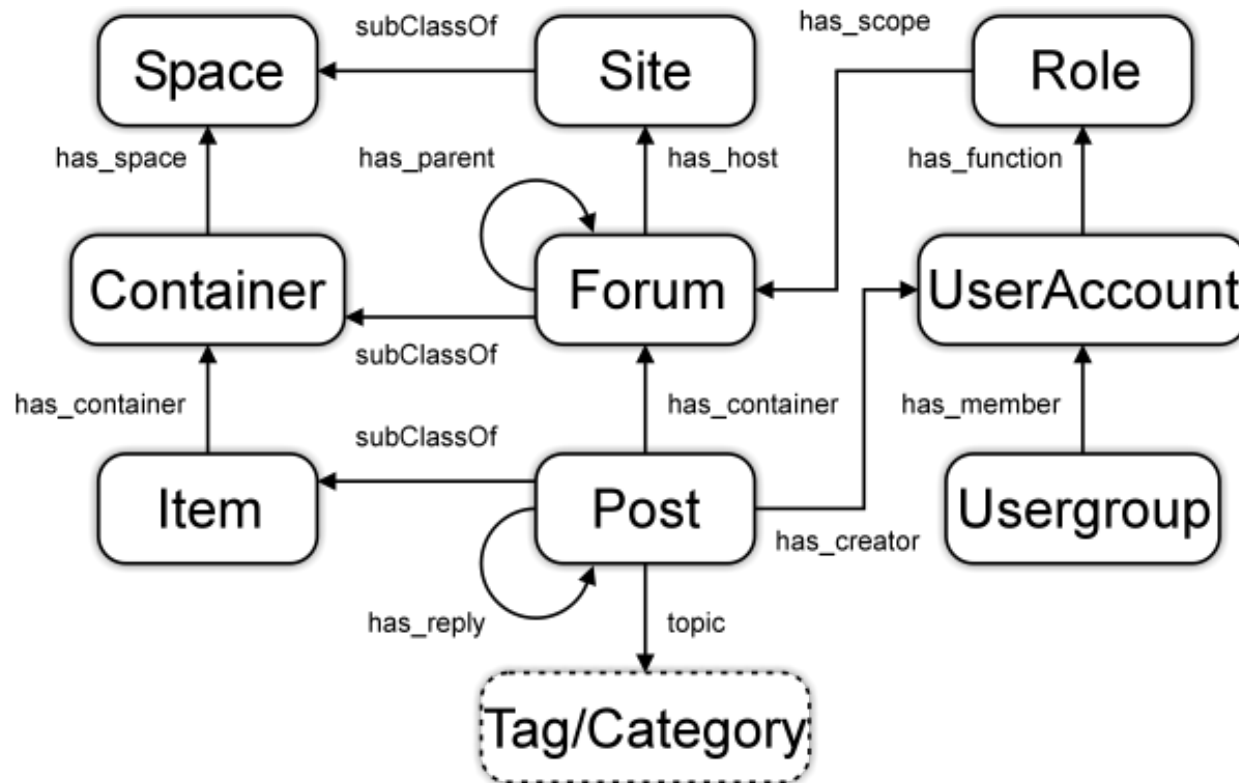 subClassOf
has_scope
Space
Site
Role
has_space
has_parent
has_host
has_function
Container
Forum
UserAccount
subClassOf
has_container
has_container
has_member
subClassOf
Item
Post
Usergroup
has_creator
has_reply
topic
Tag/Category